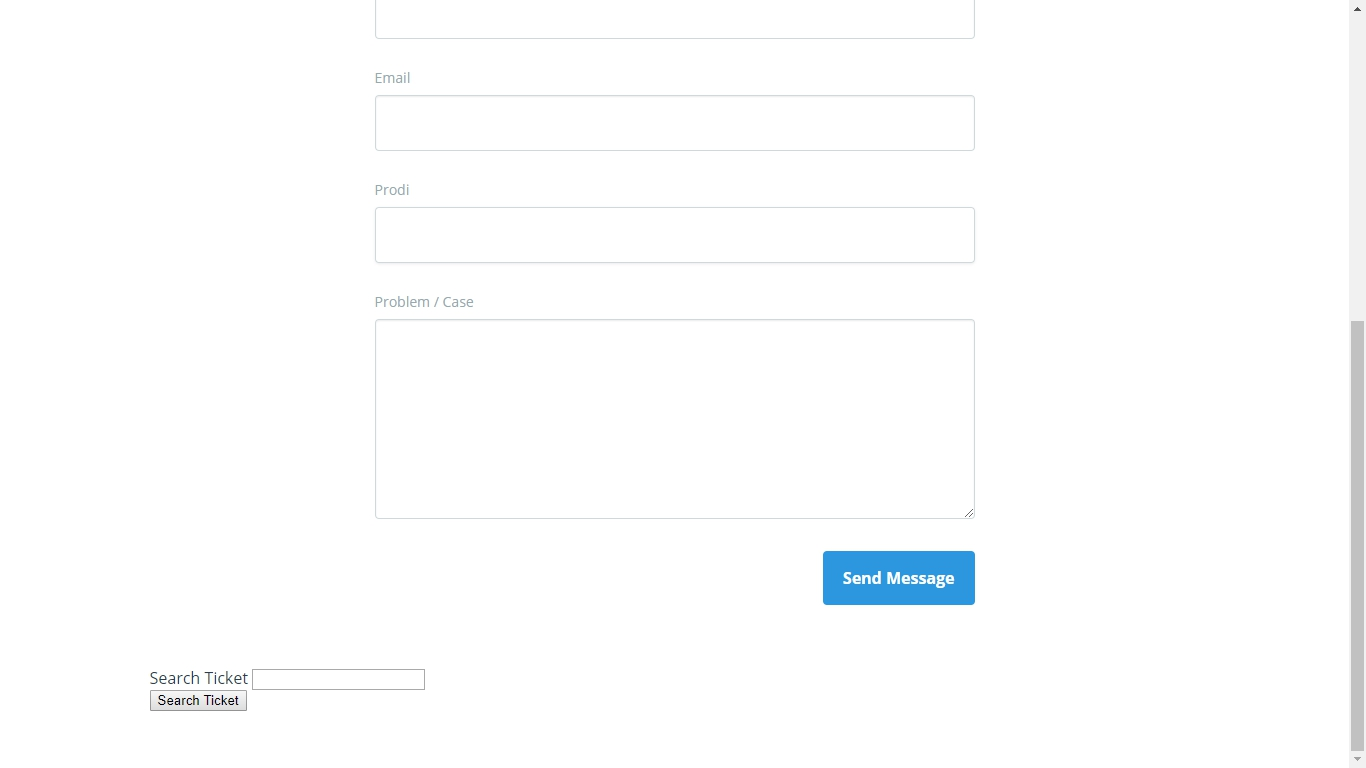 Email
Prodi
Problem / Case
Send Message
Search Ticket
Search Ticket